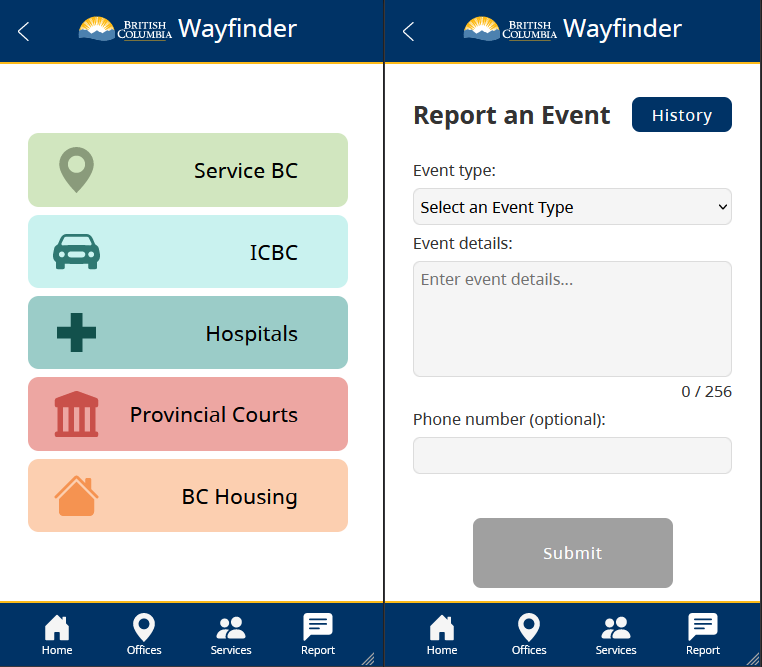 BRITISH
COLUMBIA
Wayfinder
Service BC
ICBC
Hospitals
Provincial Courts
BC Housing
Home
Offices
Services
Report
BRITISH
COLUMBIA
Wayfinder
Report an Event
History
Event type:
Select an Event Type
Event details:
Enter event details...
0 / 256
Phone number (optional):
Submit
Home
Offices
Services
Report